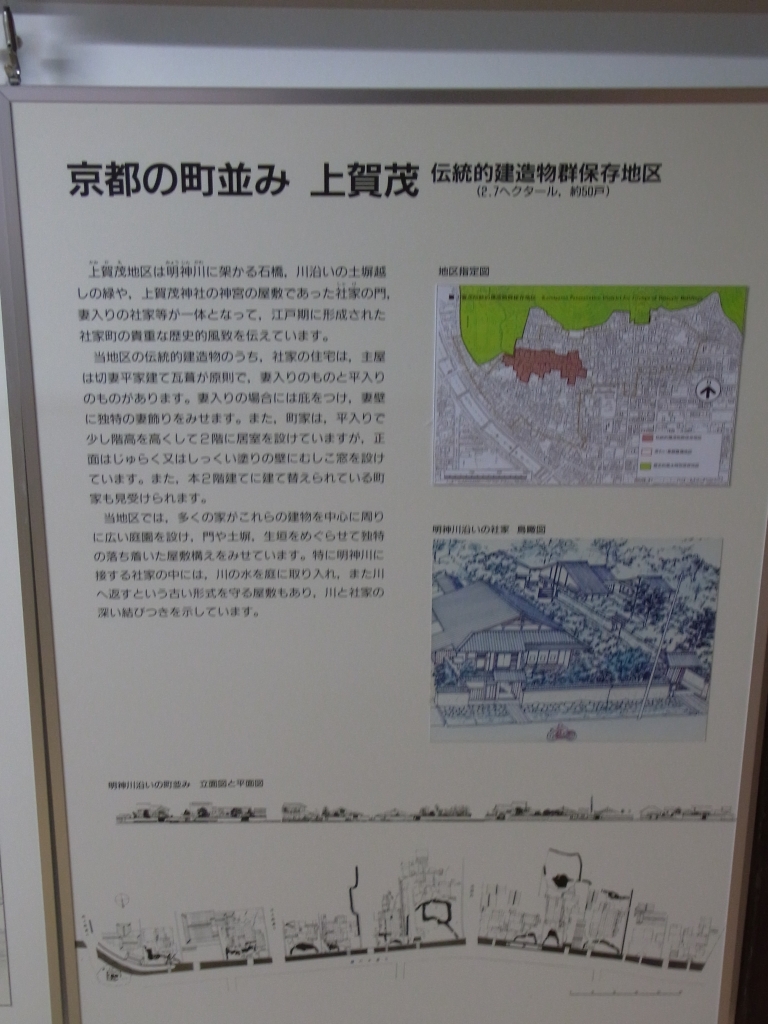 京都の町並み 上賀茂 伝統的建造物群保存地区
(2.7ヘクタール，約50戸)
上賀茂地区は明神川に架かる石橋，川沿いの土塀越
しの緑や，上賀茂神社の神官の屋敷であった社家の門，
妻入りの社家等が一体となって，江戸期に形成された
社家町の貴重な歴史的風致を伝えています。
当地区の伝統的建造物のうち，社家の住宅は，主屋
は切妻平家建て瓦葺が原則で，妻入りのものと平入り
のものがあります。妻入りの場合には庇をつけ，妻壁
に独特の妻飾りをみせます。また，町家は，平入りで
少し階高を高くして2階に居室を設けていますが，正
面はじゅらく又はしっくい塗りの壁にむしこ窓を設け
ています。また，本2階建てに建て替えられている町
家も見受けられます。
当地区では，多くの家がこれらの建物を中心に周り
に広い庭園を設け，門や土塀，生垣をめぐらせて独特
の落ち着いた屋敷構えをみせています。特に明神川に
接する社家の中には，川の水を庭に取り入れ，また川
へ返すという古い形式を守る屋敷もあり，川と社家の
深い結びつきを示しています。
地区指定図
明神川沿いの社家 鳥瞰図
明神川沿いの町並み 立面図と平面図